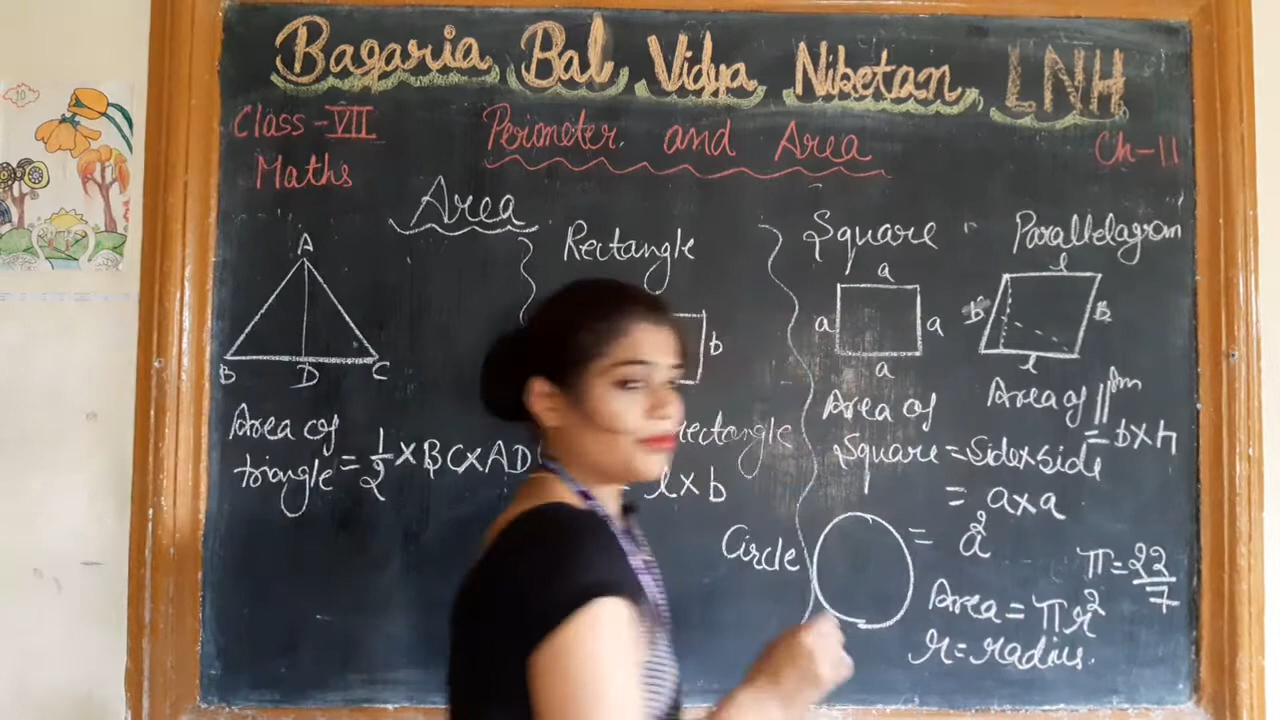 Bagaria Bal Vidya Niketan LNH
Class-VII
Perimeter and Area
Ch-11
Maths
Area
A
B D C
Area of
triangle = 1/2 × BC × AD
Rectangle
b
rectangle
l×b
Square
a
a a
a
Area of
Square = Side×side
= a×a
= a²
Parallelagram
l
B B
l
Area of ||gm
= b×h
Circle
Area = πr²
r = radius.
π = 22/7
10